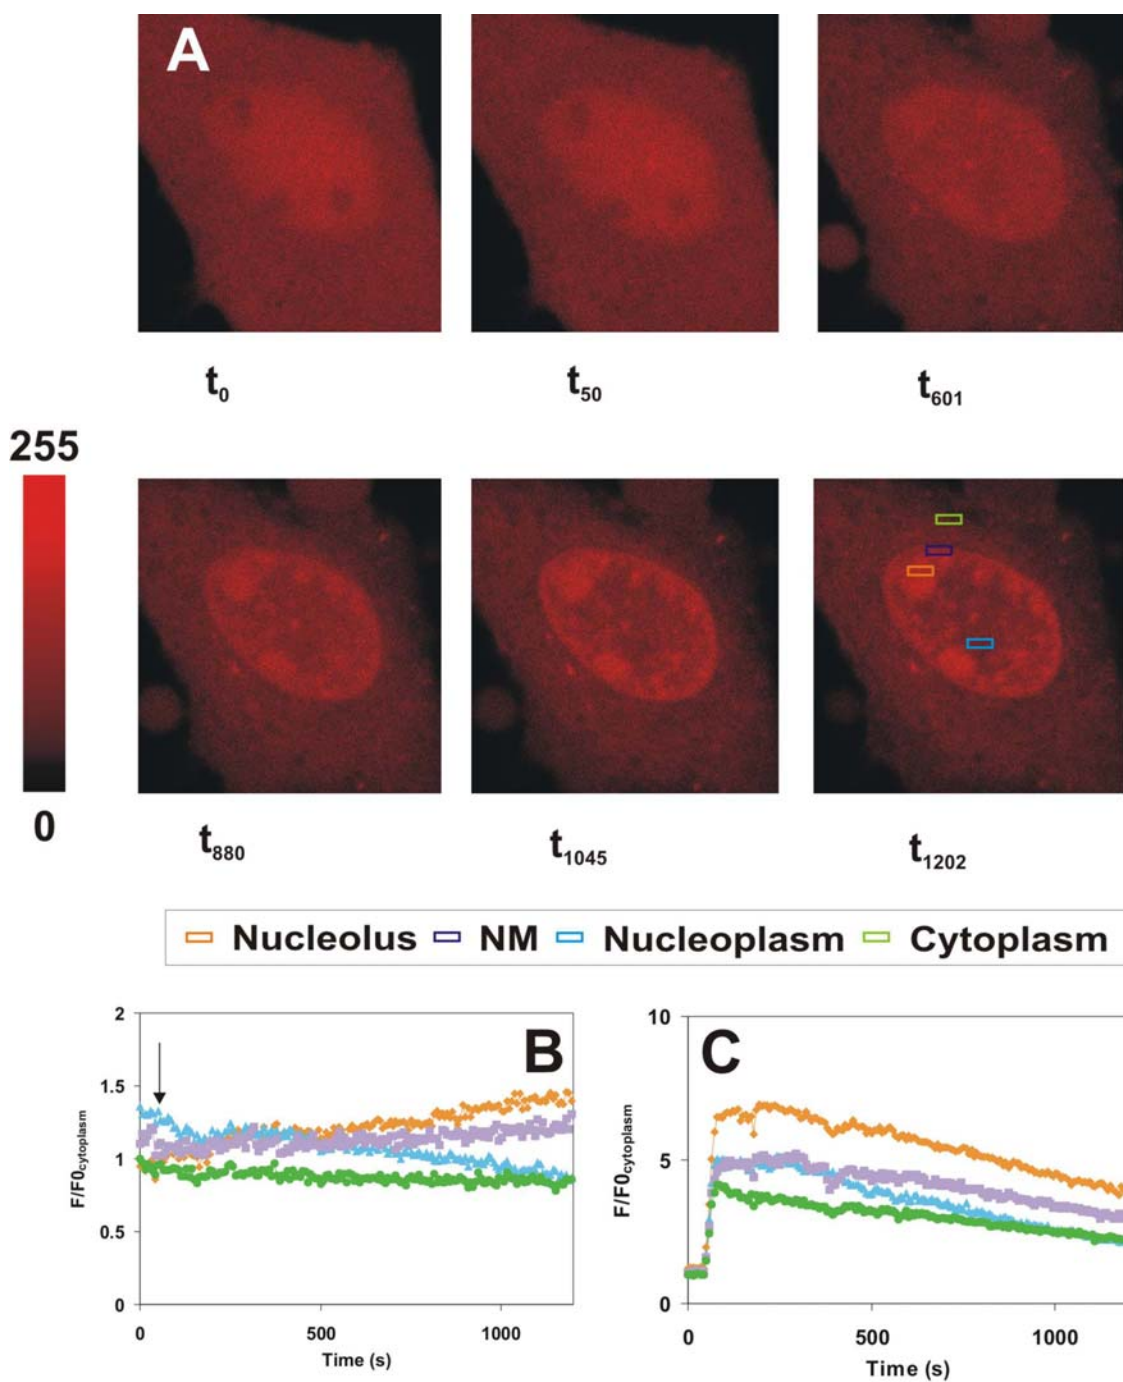 A
t0
t50
t601
255
0
t880
t1045
t1202
Nucleolus NM Nucleoplasm Cytoplasm
B
2
1.5
1
0.5
0
F/F0cytoplasm
0 500 1000
Time (s)
C
10
5
0
F/F0cytoplasm
0 500 1000
Time (s)